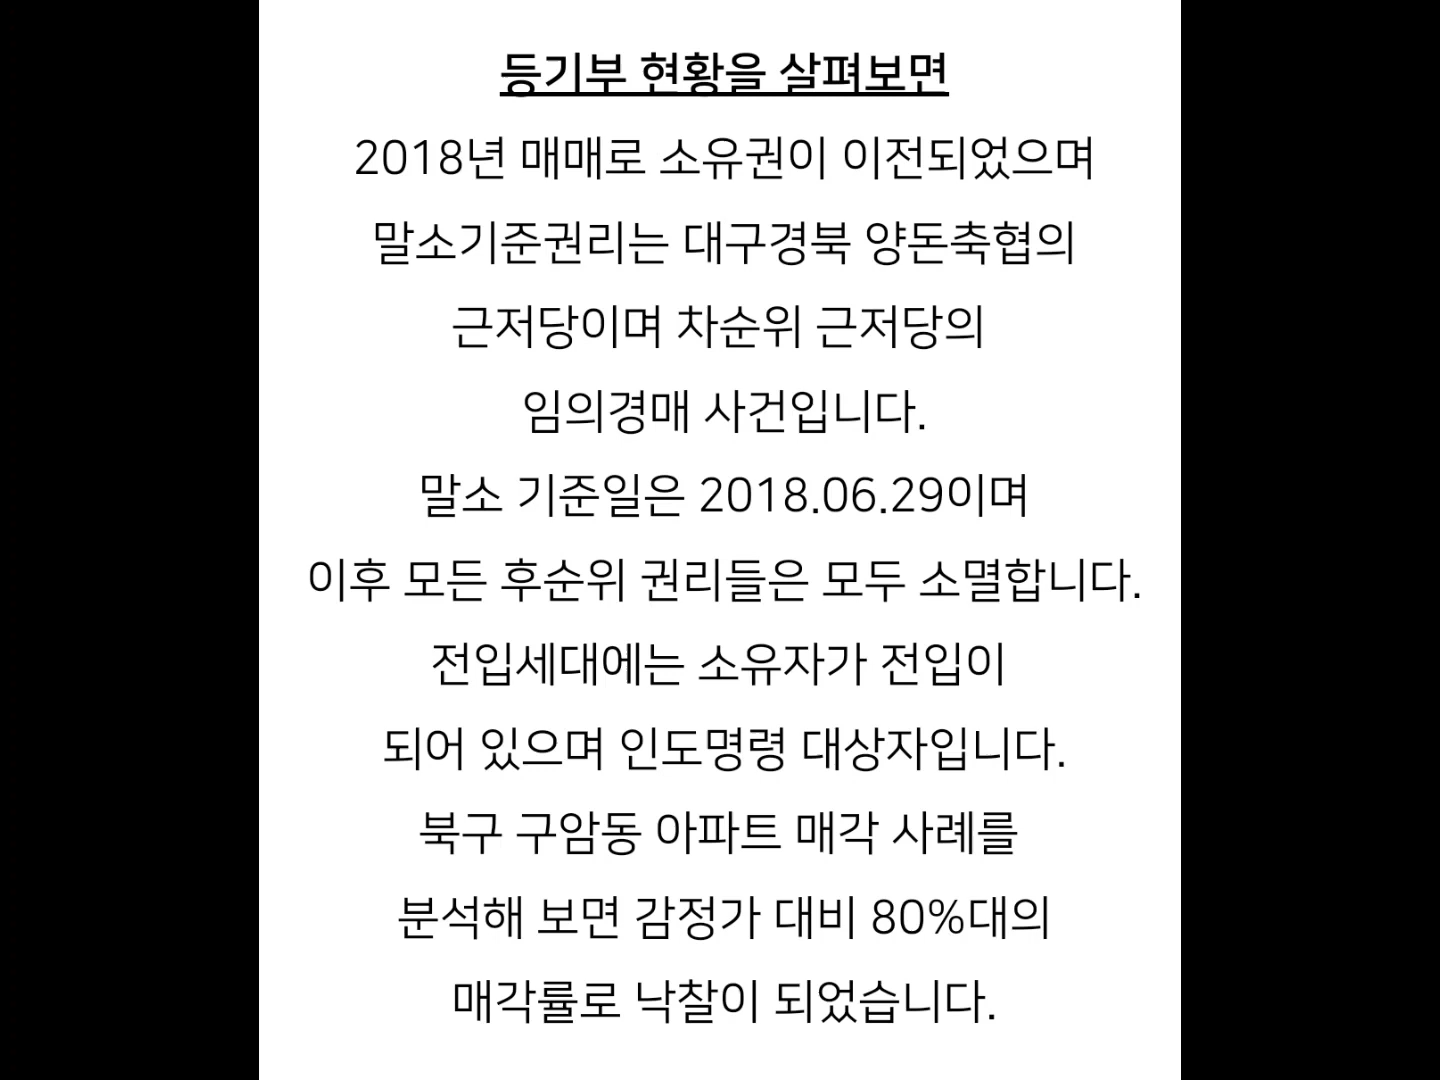 등기부 현황을 살펴보면
2018년 매매로 소유권이 이전되었으며
말소기준권리는 대구경북 양돈축협의
근저당이며 차순위 근저당의
임의경매 사건입니다.
말소 기준일은 2018.06.29이며
이후 모든 후순위 권리들은 모두 소멸합니다.
전입세대에는 소유자가 전입이
되어 있으며 인도명령 대상자입니다.
북구 구암동 아파트 매각 사례를
분석해 보면 감정가 대비 80%대의
매각률로 낙찰이 되었습니다.